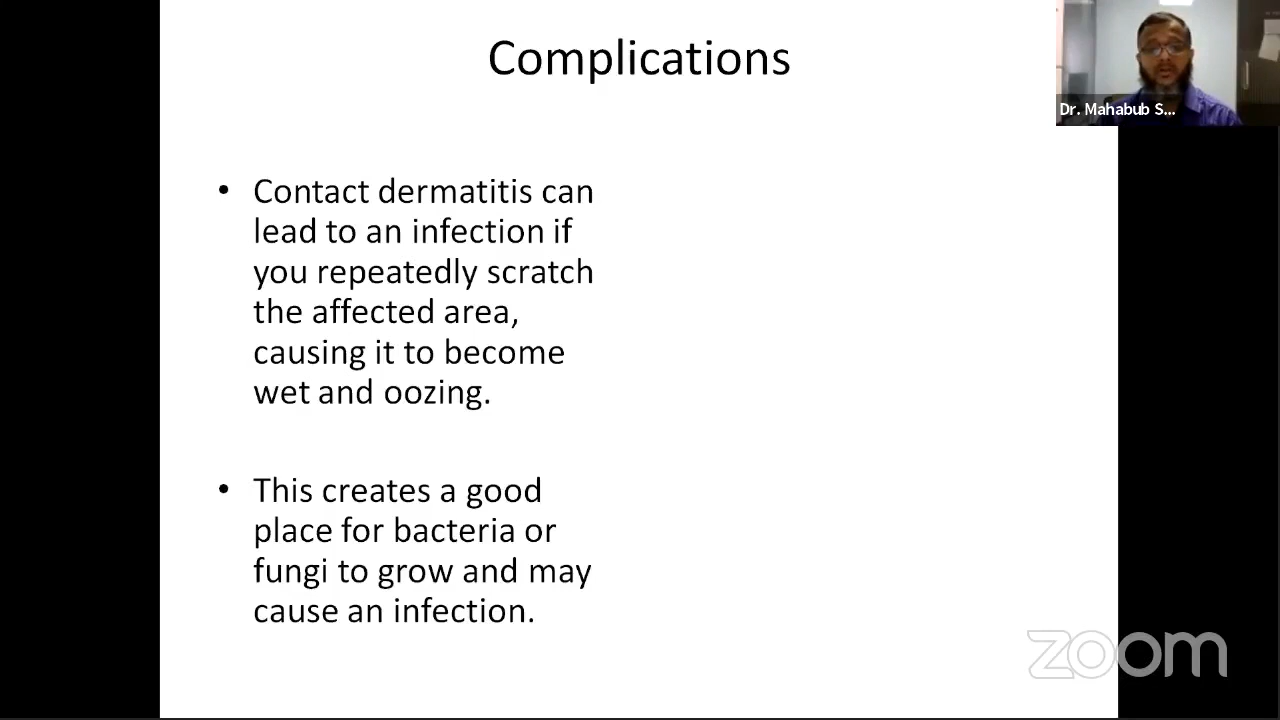 Complications
Dr. Mahabub S...
Contact dermatitis can
lead to an infection if
you repeatedly scratch
the affected area,
causing it to become
wet and oozing.
This creates a good
place for bacteria or
fungi to grow and may
cause an infection.
zoom